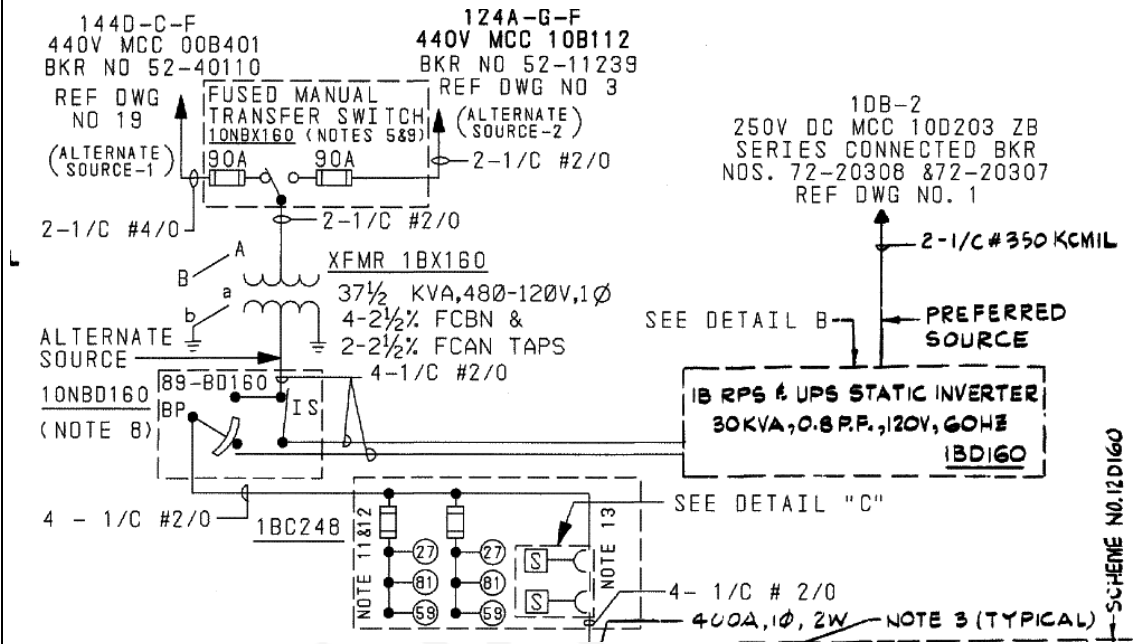 144D-C-F
440V MCC 00B401
BKR NO 52-40110
REF DWG
NO 19
(ALTERNATE
SOURCE-1)
124A-G-F
440V MCC 10B112
BKR NO 52-11239
REF DWG NO 3
(ALTERNATE
SOURCE-2)
FUSED MANUAL
TRANSFER SWITCH
10NBX160 (NOTES 5&9)
90A
90A
2-1/C #2/0
2-1/C #4/0
2-1/C #2/0
1DB-2
250V DC MCC 10D203 ZB
SERIES CONNECTED BKR
NOS. 72-20308 &72-20307
REF DWG NO. 1
2-1/C #350 KCMIL
A
B
a
b
XFMR 1BX160
37½ KVA,480-120V,1Ø
4-2½% FCBN &
2-2½% FCAN TAPS
SEE DETAIL B
PREFERRED
SOURCE
ALTERNATE
SOURCE
4-1/C #2/0
10NBD160
(NOTE 8)
89-BD160
BP
IS
1B RPS & UPS STATIC INVERTER
30KVA, 0.8 P.F., 120V, 60HZ
1BD160
4 - 1/C #2/0
1BC248
NOTE 11&12
27
81
59
27
81
59
S
S
NOTE 13
SEE DETAIL "C"
4- 1/C # 2/0
400A, 1Ø, 2W
NOTE 3 (TYPICAL)
SCHEME NO. 12D160